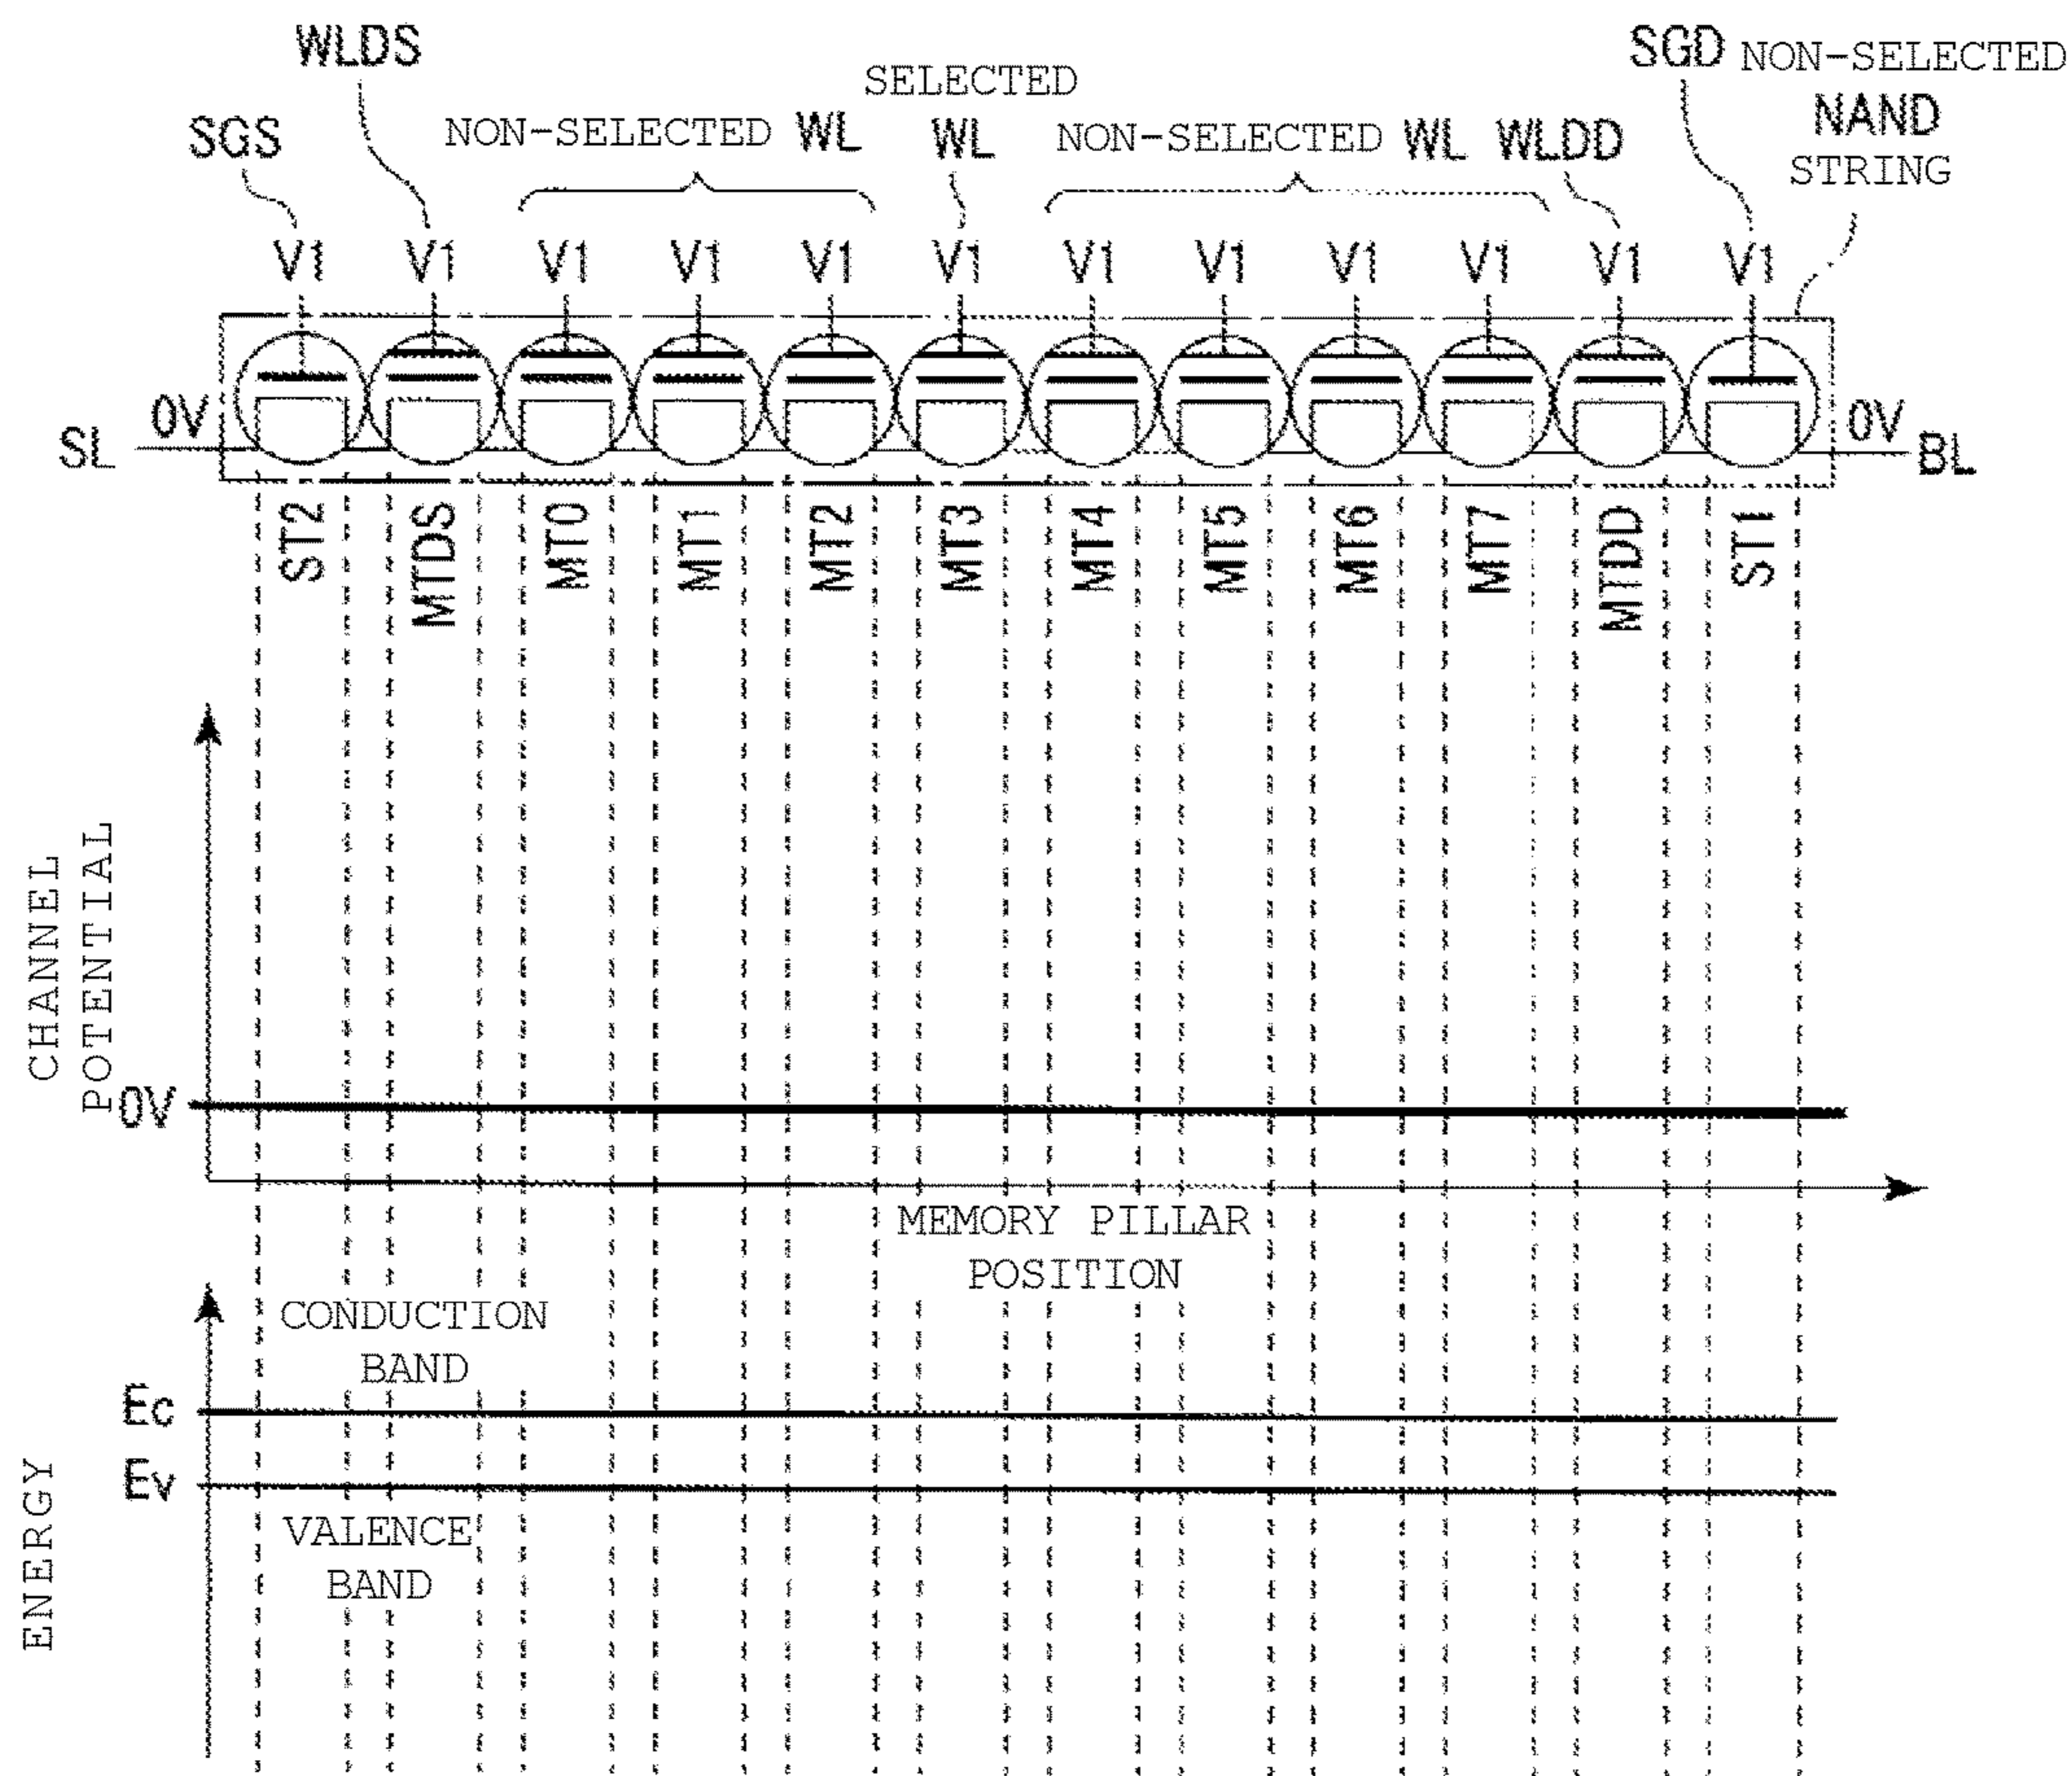 WLDS
SGS
NON-SELECTED WL
SELECTED
WL
NON-SELECTED WL
WLDD
SGD
NON-SELECTED
NAND
STRING
V1 V1 V1 V1 V1 V1 V1 V1 V1 V1 V1 V1
SL 0V
0V BL
ST2 MTDS MT0 MT1 MT2 MT3 MT4 MT5 MT6 MT7 MTDD ST1
CHANNEL
POTENTIAL
0V
MEMORY PILLAR
POSITION
ENERGY
CONDUCTION
BAND
Ec
Ev
VALENCE
BAND